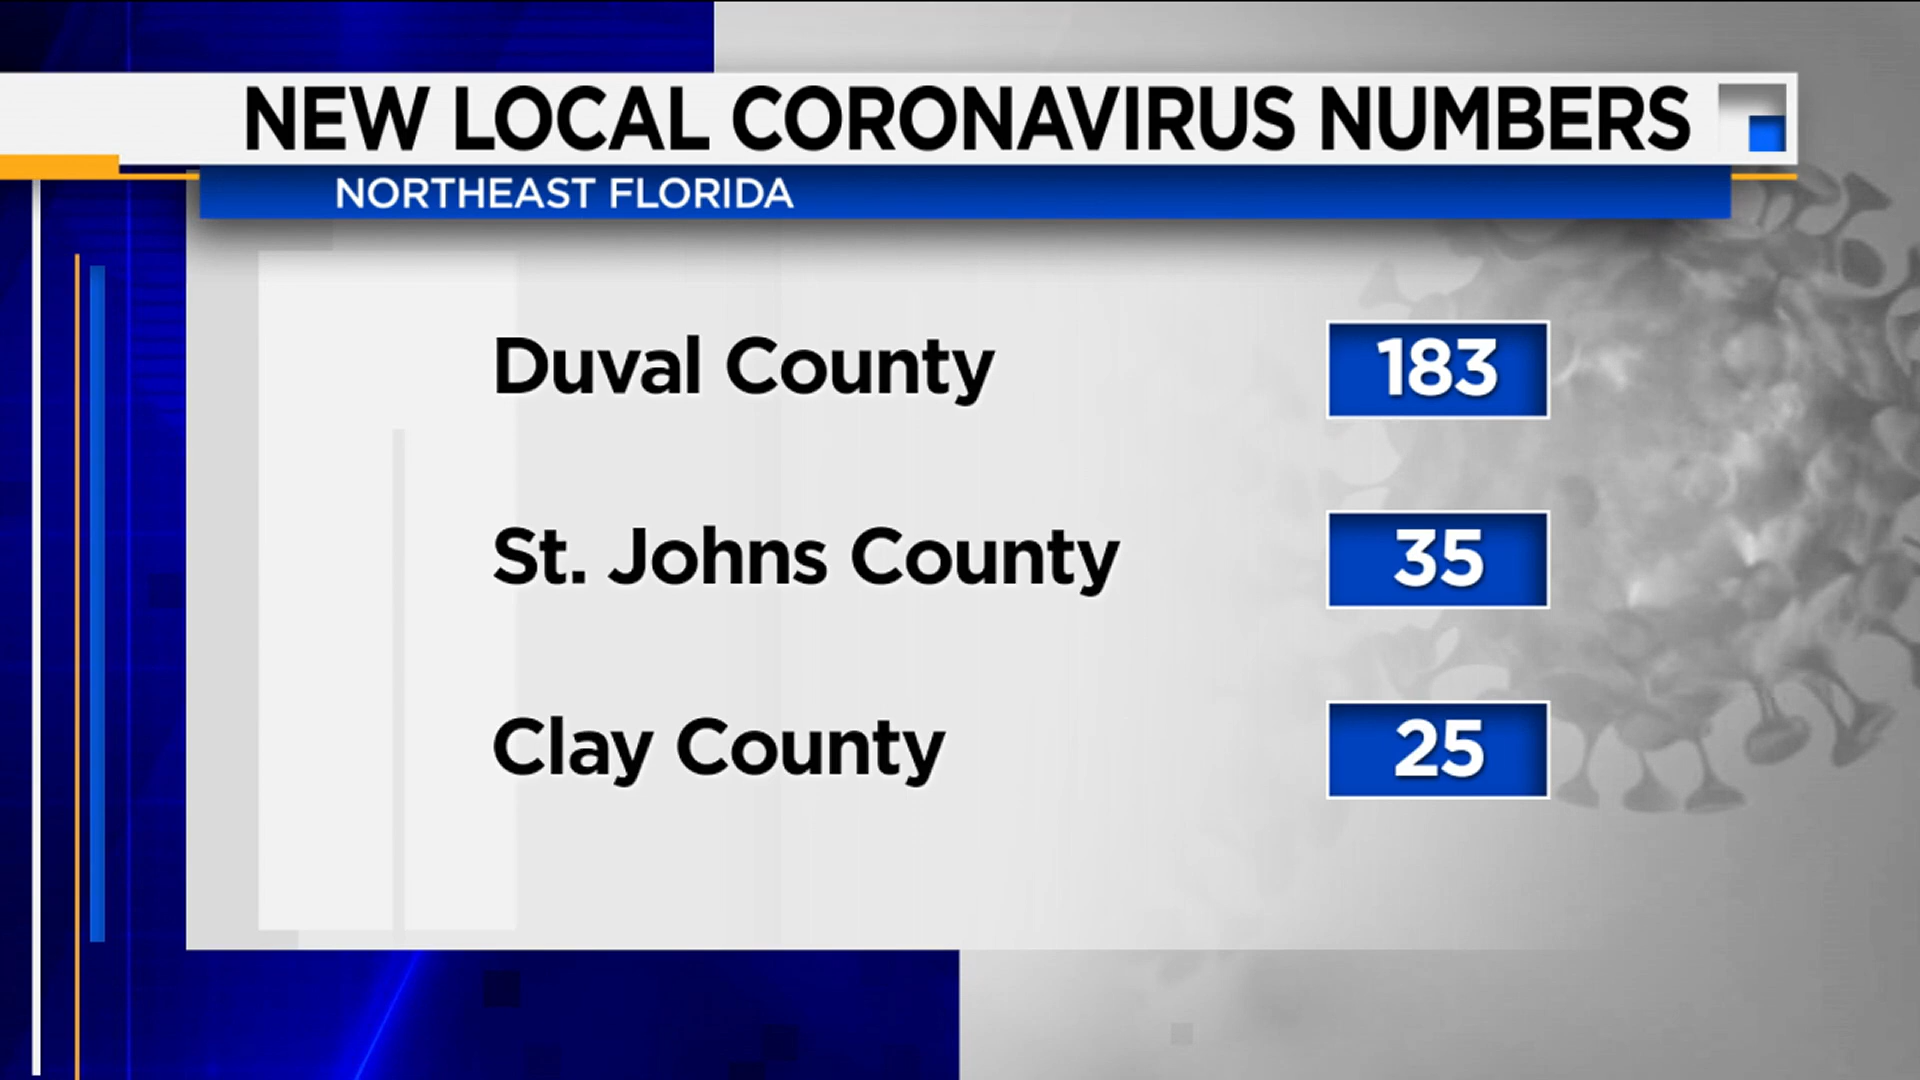 NEW LOCAL CORONAVIRUS NUMBERS
NORTHEAST FLORIDA
Duval County 183
St. Johns County 35
Clay County 25